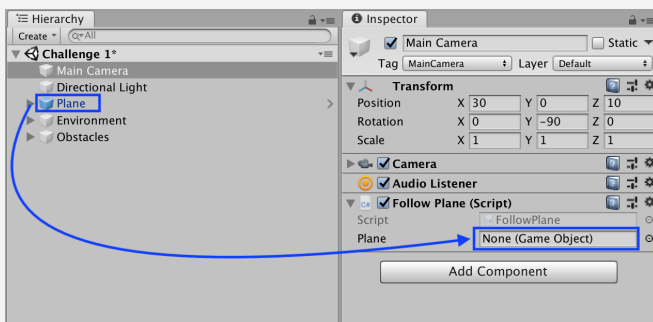 Hierarchy
Create
All
Challenge 1*
Main Camera
Directional Light
Plane
Environment
Obstacles
Inspector
Main Camera Static
Tag MainCamera Layer Default
Transform
Position X 30 Y 0 Z 10
Rotation X 0 Y -90 Z 0
Scale X 1 Y 1 Z 1
Camera
Audio Listener
Follow Plane (Script)
Script FollowPlane
Plane None (Game Object)
Add Component